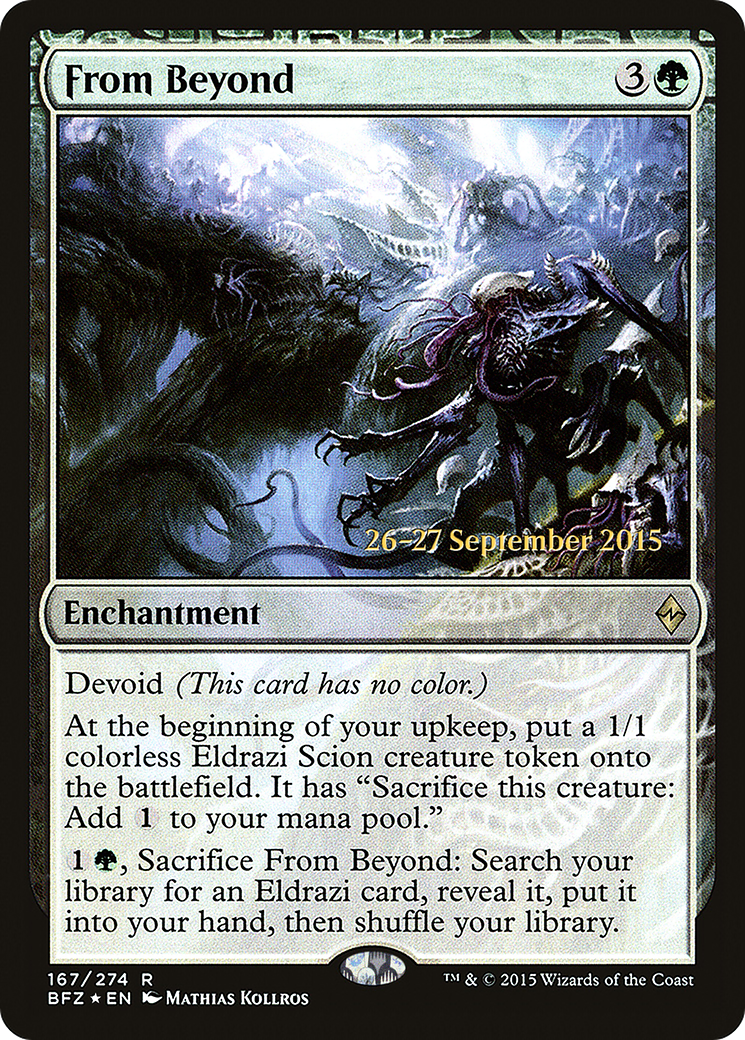 From Beyond 3
26–27 September 2015
Enchantment
Devoid (This card has no color.)
At the beginning of your upkeep, put a 1/1
colorless Eldrazi Scion creature token onto
the battlefield. It has “Sacrifice this creature:
Add 1 to your mana pool.”
1, Sacrifice From Beyond: Search your
library for an Eldrazi card, reveal it, put it
into your hand, then shuffle your library.
167/274 R
BFZ ★ EN Mathias Kollros
™ & © 2015 Wizards of the Coast